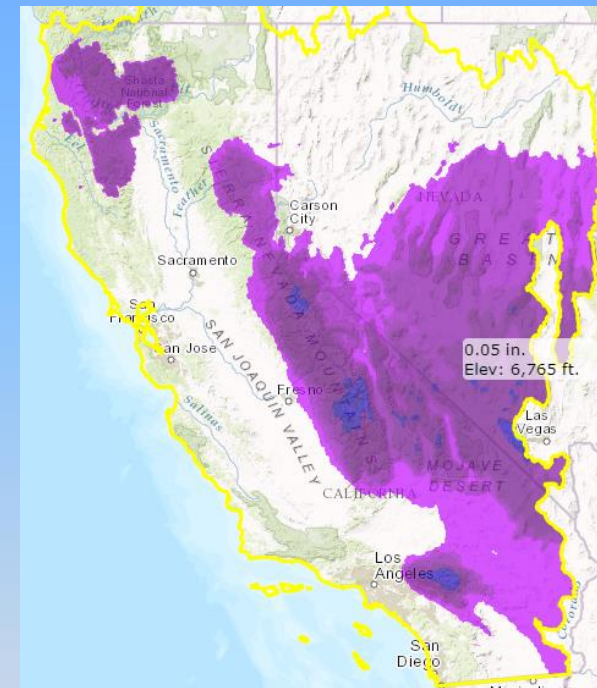 Shasta
National
Forest
Humboldt
Sacramento
Feather
Carson
City
NEVADA
GREAT
BASIN
Sacramento
SIERRA NEVADA MOUNTAINS
San
Francisco
San Jose
SAN JOAQUIN VALLEY
0.05 in.
Elev: 6,765 ft.
Fresno
Salinas
Las
Vegas
MOJAVE
DESERT
CALIFORNIA
Los
Angeles
Colorado
San
Diego